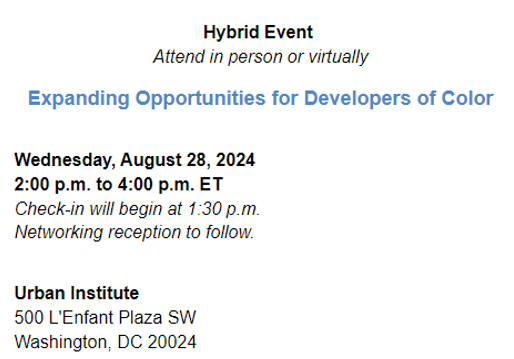 Hybrid Event
Attend in person or virtually
Expanding Opportunities for Developers of Color
Wednesday, August 28, 2024
2:00 p.m. to 4:00 p.m. ET
Check-in will begin at 1:30 p.m.
Networking reception to follow.
Urban Institute
500 L'Enfant Plaza SW
Washington, DC 20024